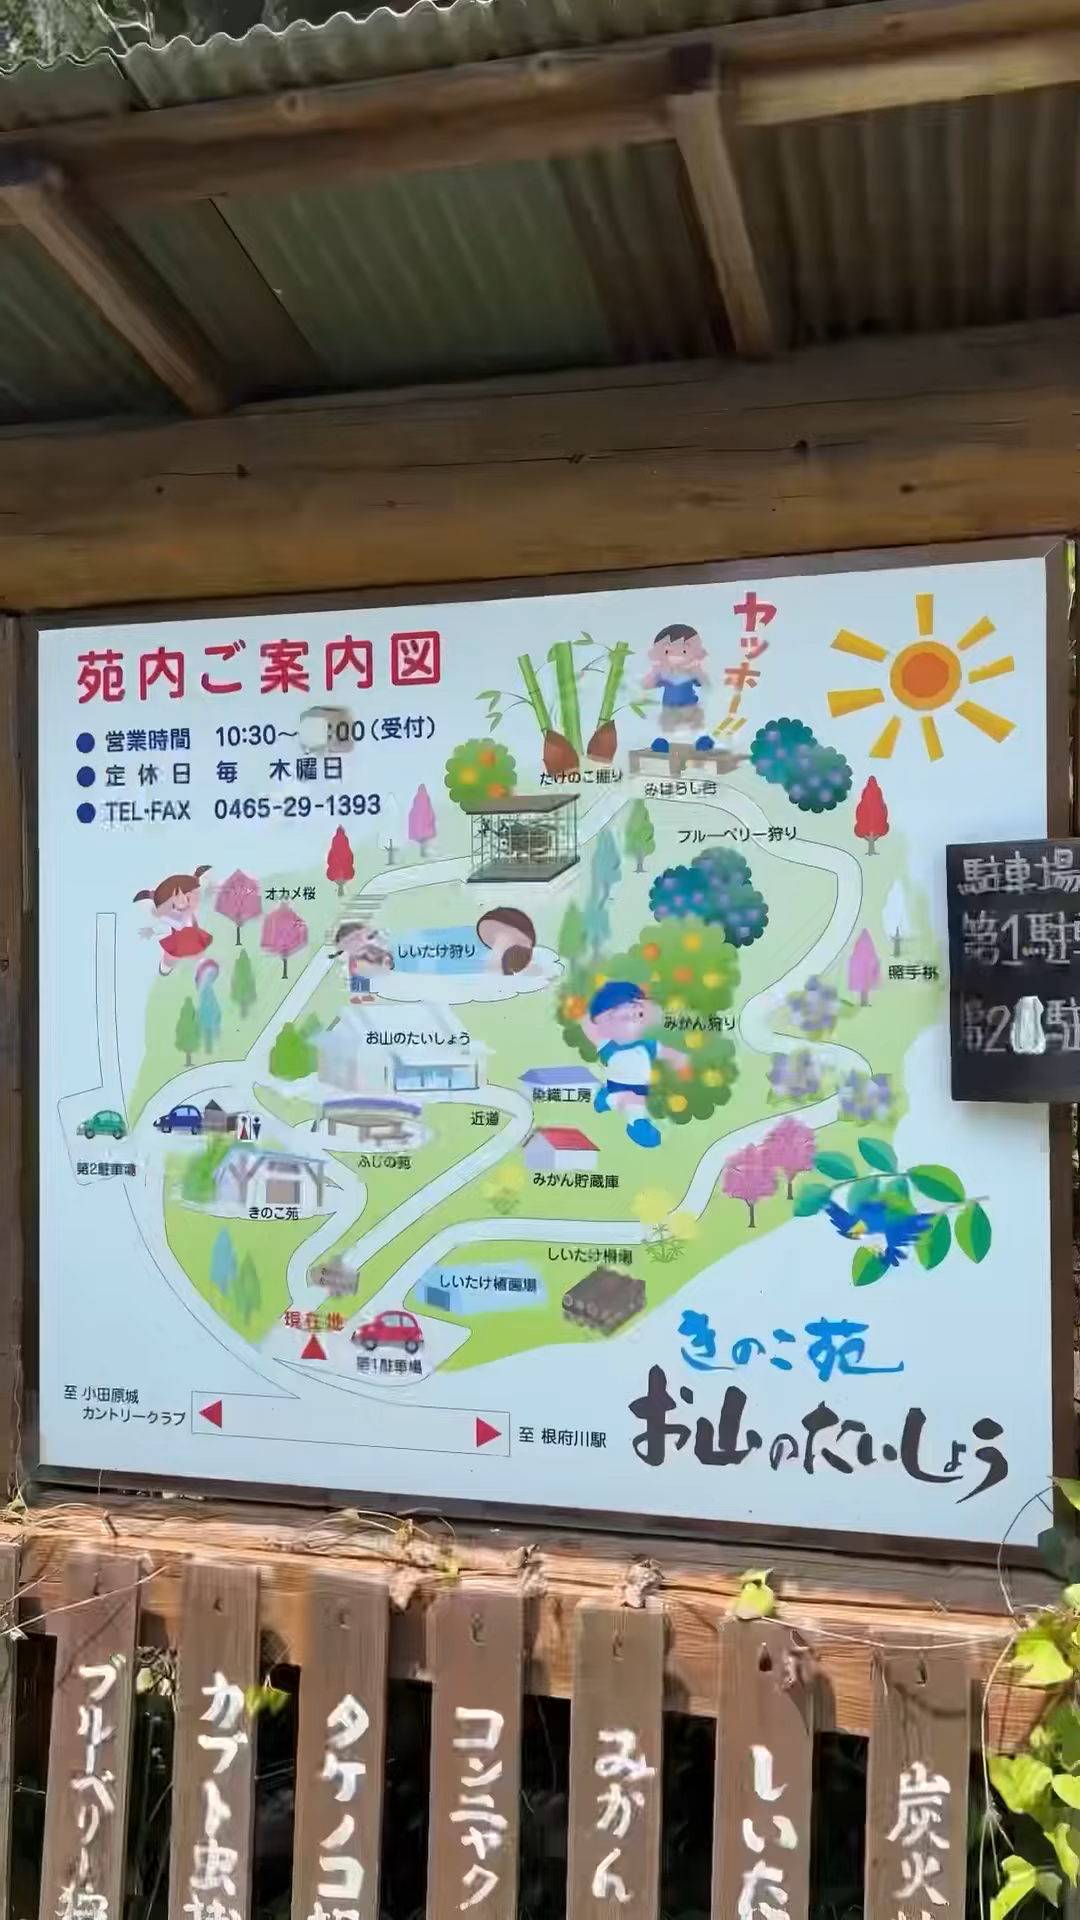 苑内ご案内図
ヤッホー!!
● 営業時間 10:30〜 :00(受付)
● 定休日 毎 木曜日
● TEL・FAX 0465-29-1393
たけのこ掘り
みはらし台
ブルーベリー狩り
オカメ桜
しいたけ狩り
照手桃
お山のたいしょう
みかん狩り
染織工房
近道
ふじの苑
みかん貯蔵庫
第2駐車場
きのこ苑
しいたけ榾場
しいたけ植菌場
現在地
第1駐車場
至 小田原城
カントリークラブ
至 根府川駅
きのこ苑
お山のたいしょう
駐車場
第1駐車
第2 駐
ブルーベリー
カブト虫
タケノコ
コンニャク
みかん
しいた
炭火